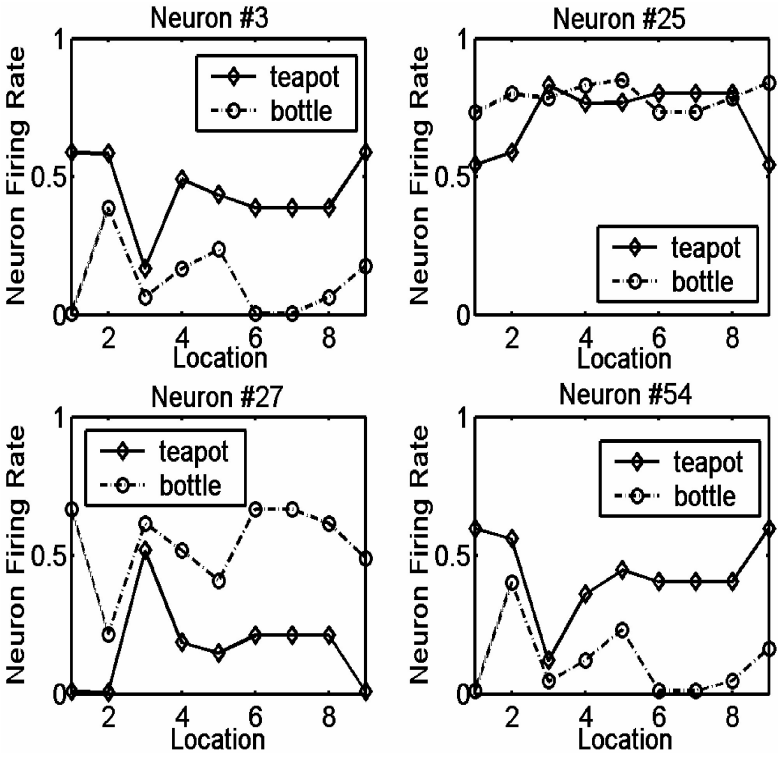 Neuron #3
Neuron Firing Rate
1
0.5
0
teapot
bottle
2 4 6 8
Location
Neuron #25
Neuron Firing Rate
1
0.5
0
teapot
bottle
2 4 6 8
Location
Neuron #27
Neuron Firing Rate
1
0.5
0
teapot
bottle
2 4 6 8
Location
Neuron #54
Neuron Firing Rate
1
0.5
0
teapot
bottle
2 4 6 8
Location